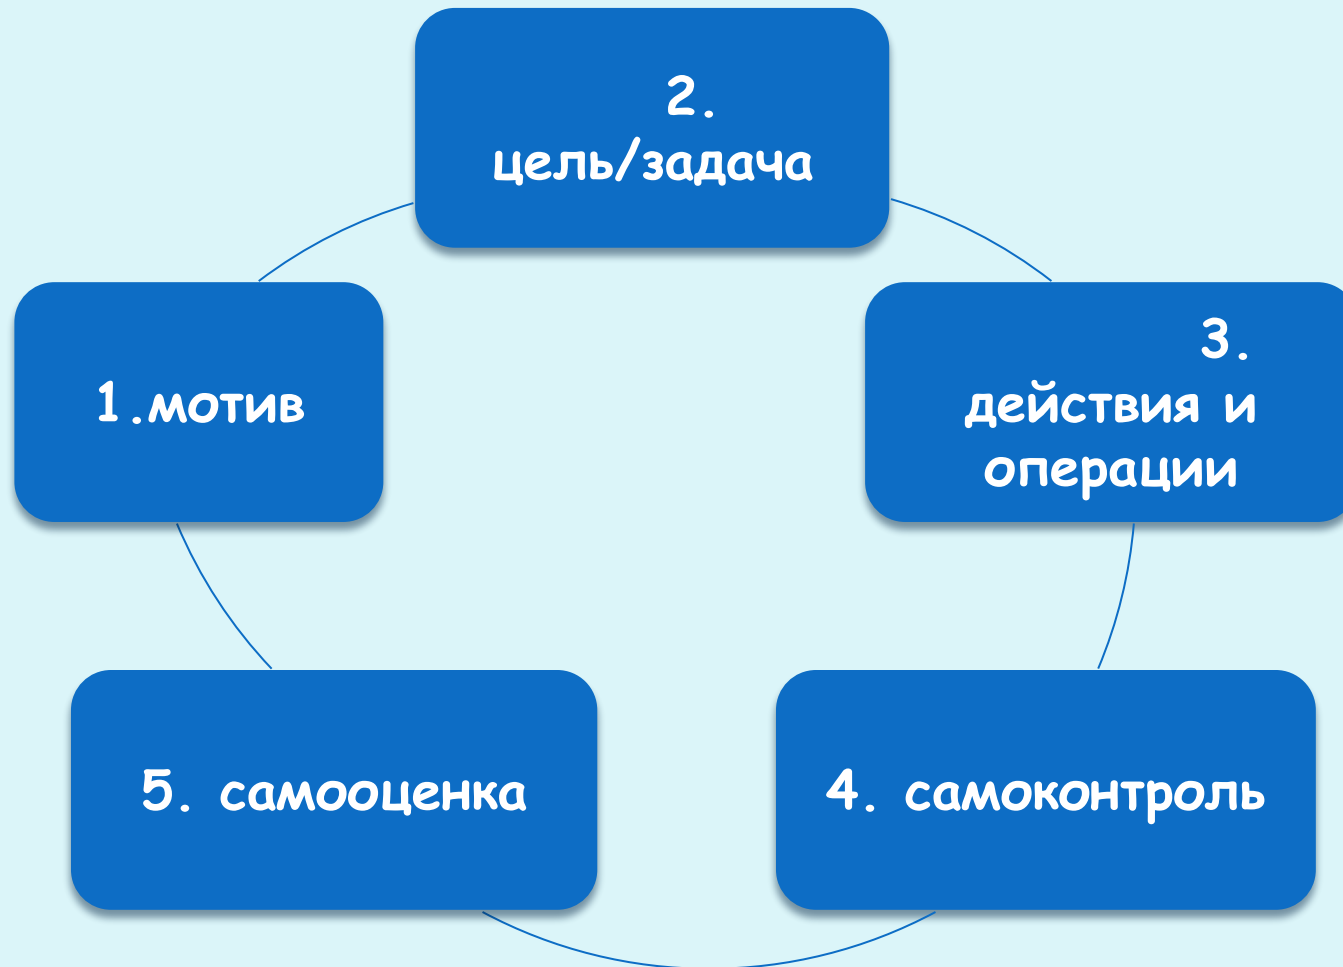 1.мотив
2.
цель/задача
3.
действия и
операции
4. самоконтроль
5. самооценка